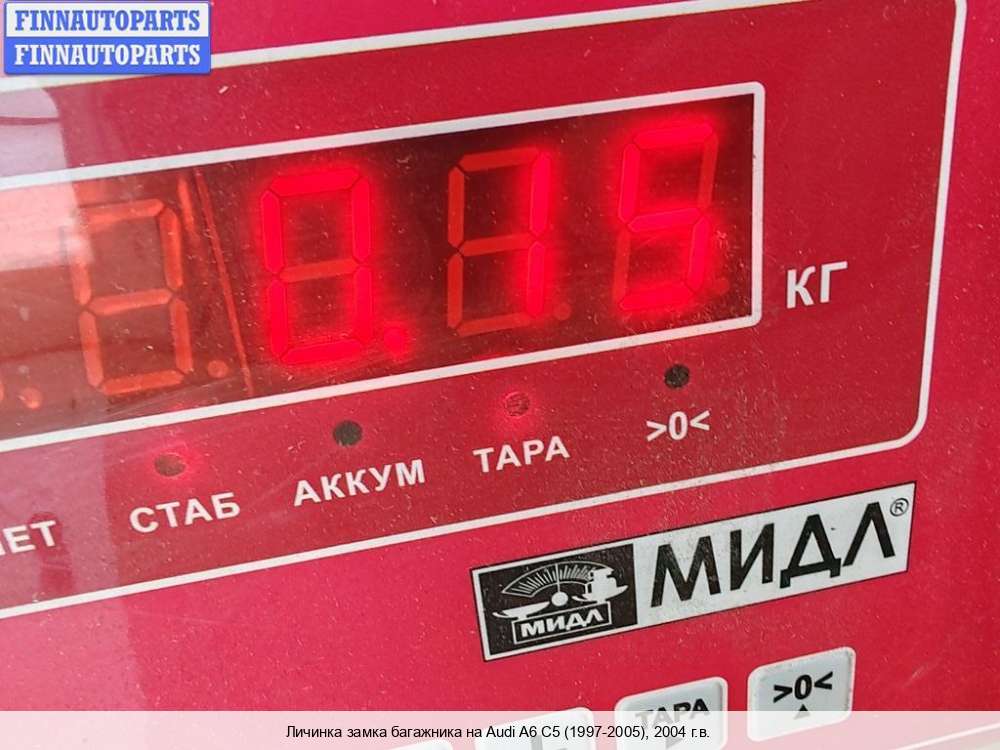 FINNAUTOPARTS
FINNAUTOPARTS
0.15
КГ
СТАБ
АККУМ
ТАРА
>0<
МИДЛ®
МИДЛ
ТАРА
>0<
Личинка замка багажника на Audi A6 C5 (1997-2005), 2004 г.в.